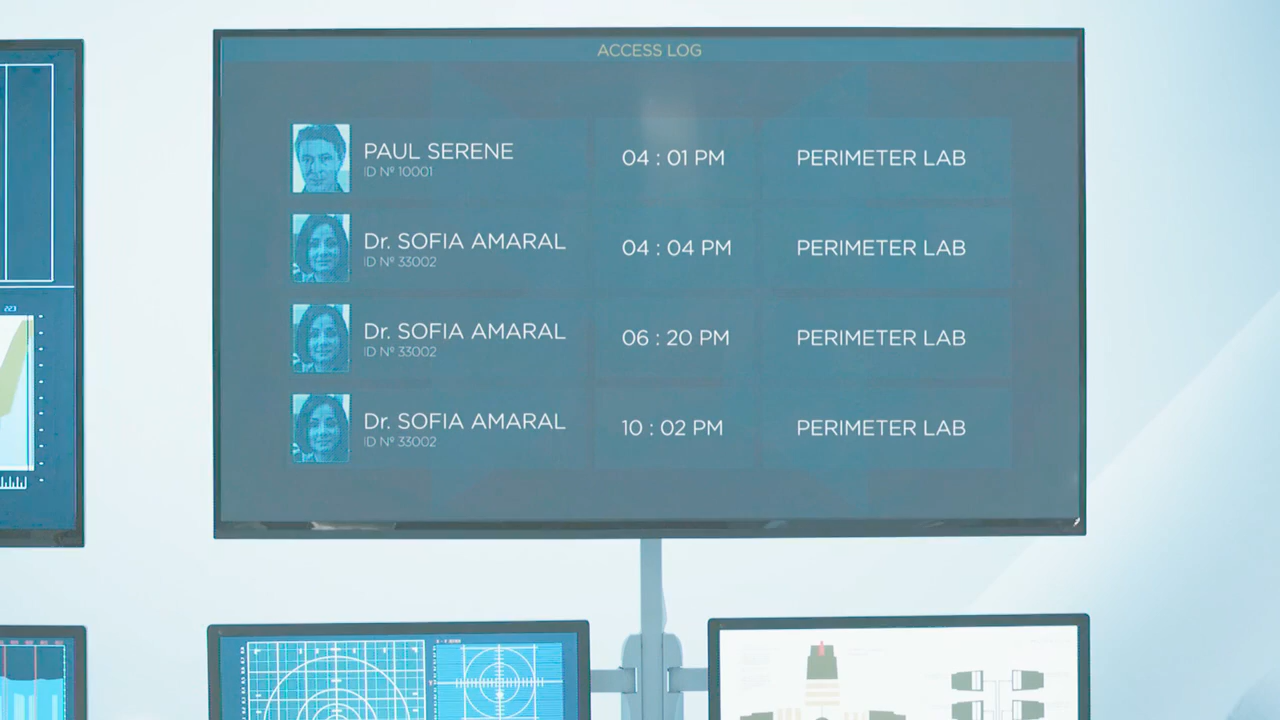 ACCESS LOG
PAUL SERENE
ID Nº 10001
04 : 01 PM
PERIMETER LAB
Dr. SOFIA AMARAL
ID Nº 33002
04 : 04 PM
PERIMETER LAB
Dr. SOFIA AMARAL
ID Nº 33002
06 : 20 PM
PERIMETER LAB
Dr. SOFIA AMARAL
ID Nº 33002
10 : 02 PM
PERIMETER LAB
223